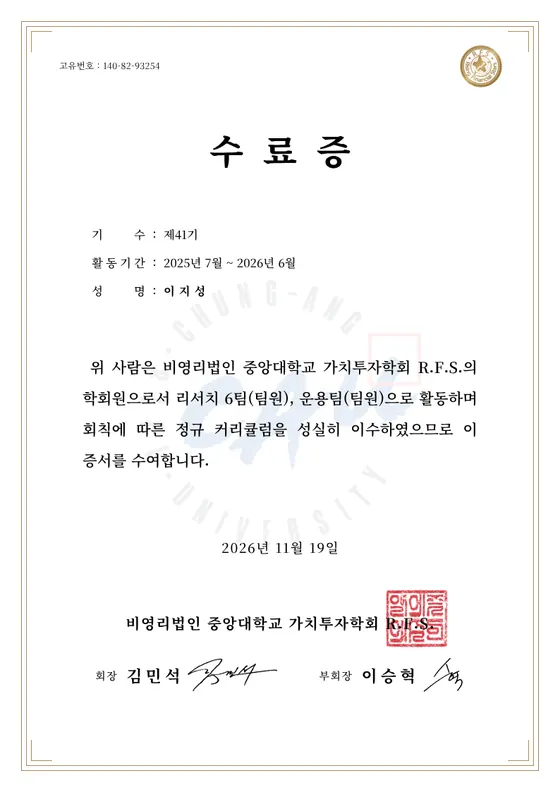 고유번호 : 140-82-93254
수 료 증
기 수 : 제41기
활동기간 : 2025년 7월 ~ 2026년 6월
성 명 : 이지성
CHUNG-ANG
위 사람은 비영리법인 중앙대학교 가치투자학회 R.F.S.의
학회원으로서 리서치 6팀(팀원), 운용팀(팀원)으로 활동하며
회칙에 따른 정규 커리큘럼을 성실히 이수하였으므로 이
증서를 수여합니다.
CAU
UNIVERSITY
2026년 11월 19일
비영리법인 중앙대학교 가치투자학회 R.F.S.
회장 김민석
부회장 이승혁